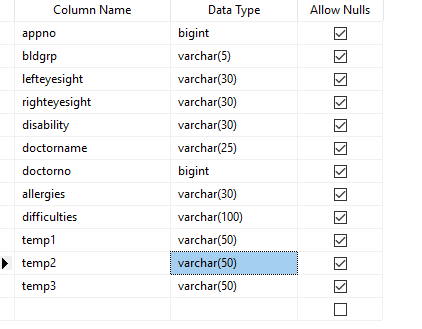 Column Name Data Type Allow Nulls
appno bigint
bldgrp varchar(5)
lefteyesight varchar(30)
righteyesight varchar(30)
disability varchar(30)
doctorname varchar(25)
doctorno bigint
allergies varchar(30)
difficulties varchar(100)
temp1 varchar(50)
temp2 varchar(50)
temp3 varchar(50)